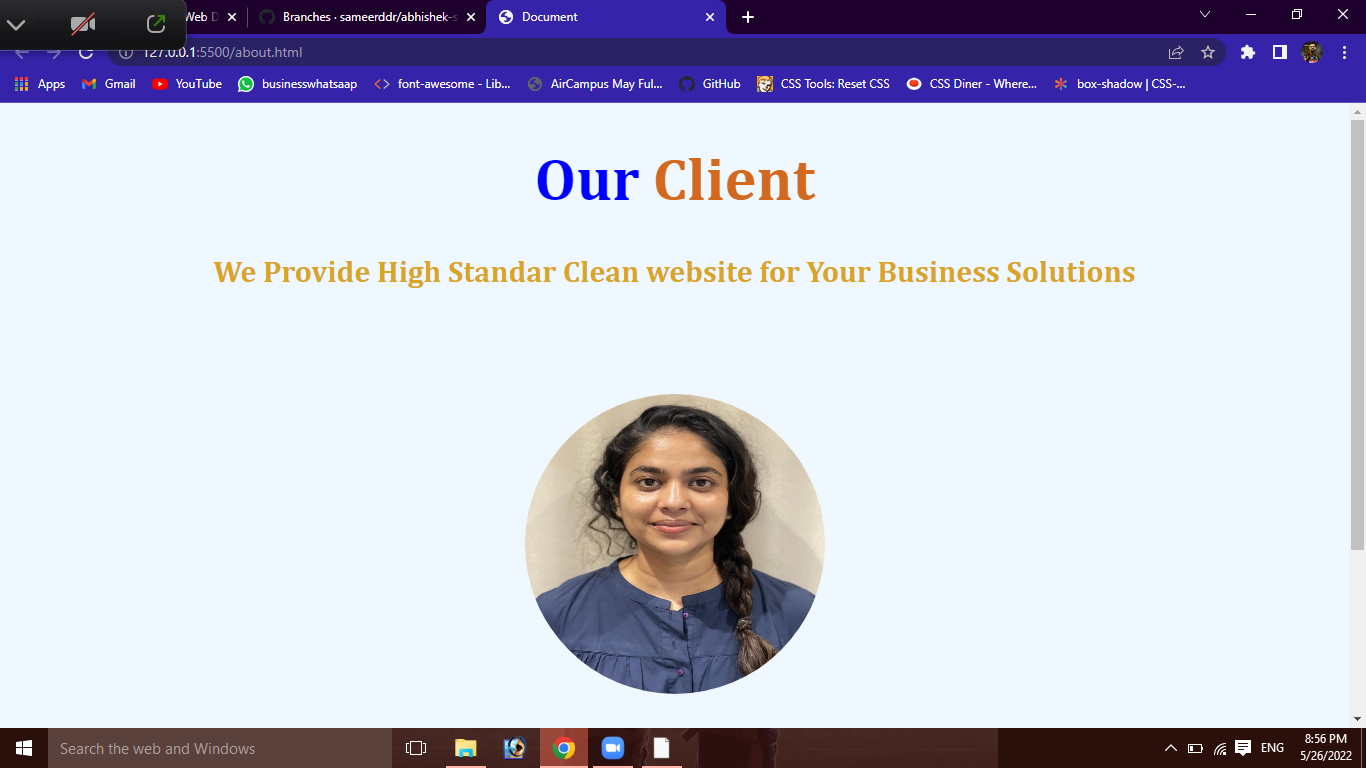 Web D
Branches · sameerddr/abhishek-s
Document
127.0.0.1:5500/about.html
Apps
Gmail
YouTube
businesswhatsaap
font-awesome - Lib...
AirCampus May Ful...
GitHub
CSS Tools: Reset CSS
CSS Diner - Where...
box-shadow | CSS-...
Our Client
We Provide High Standar Clean website for Your Business Solutions
Search the web and Windows
ENG
8:56 PM
5/26/2022